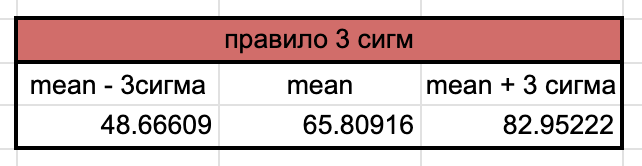 правило 3 сигм
mean - 3сигма mean mean + 3 сигма
48.66609 65.80916 82.95222